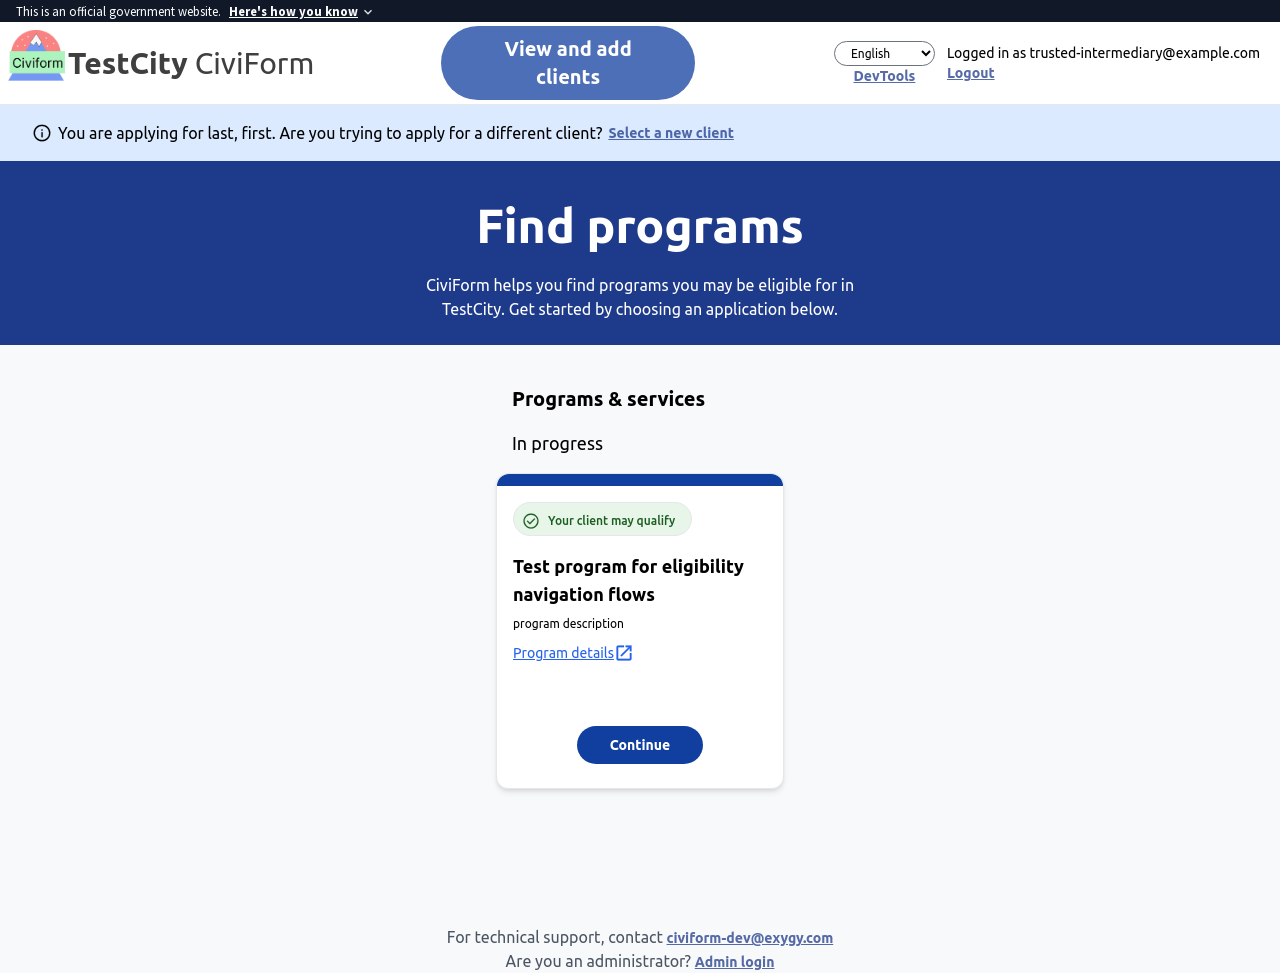 This is an official government website. Here's how you know
Civiform
TestCity CiviForm
View and add
clients
English
DevTools
Logged in as trusted-intermediary@example.com
Logout
You are applying for last, first. Are you trying to apply for a different client? Select a new client
Find programs
CiviForm helps you find programs you may be eligible for in
TestCity. Get started by choosing an application below.
Programs & services
In progress
Your client may qualify
Test program for eligibility
navigation flows
program description
Program details
Continue
For technical support, contact civiform-dev@exygy.com
Are you an administrator? Admin login